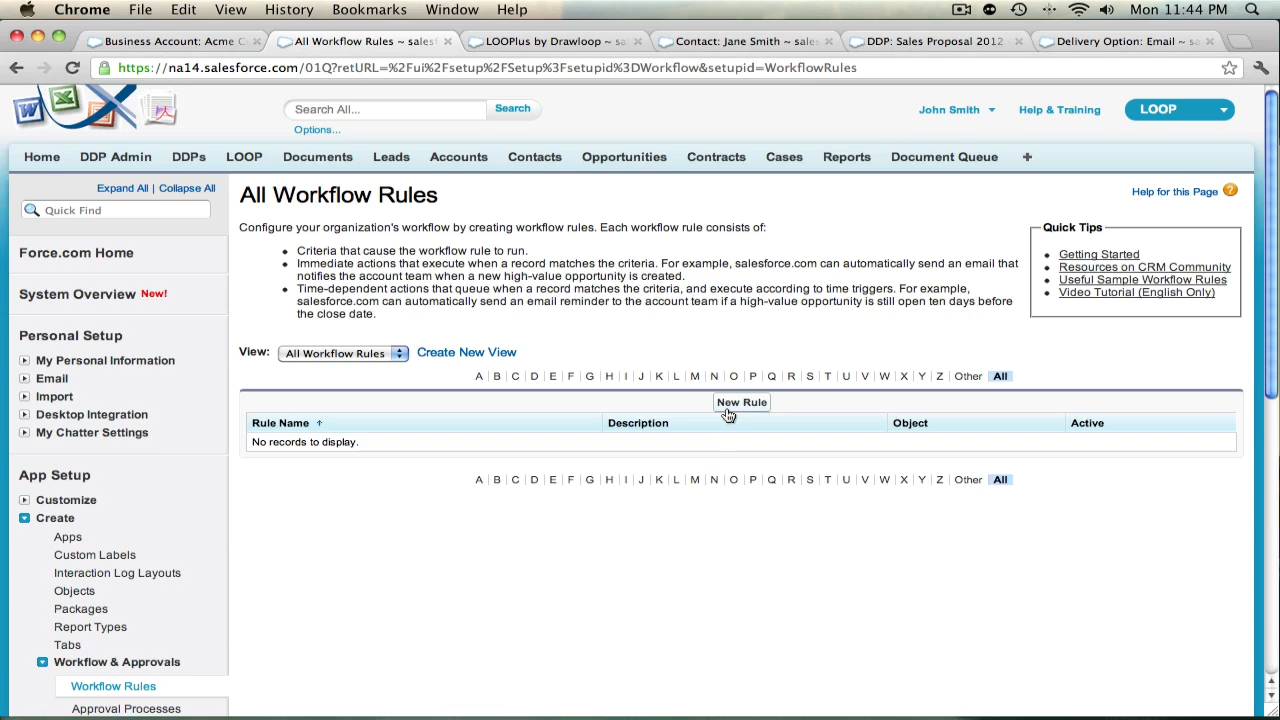 Chrome File Edit View History Bookmarks Window Help Mon 11:44 PM
Business Account: Acme C All Workflow Rules ~ sales LOOPlus by Drawloop ~ sales Contact: Jane Smith ~ sales DDP: Sales Proposal 2012 Delivery Option: Email ~ sa
https://na14.salesforce.com/01Q?retURL=%2Fui%2Fsetup%2FSetup%3Fsetupid%3DWorkflow&setupid=WorkflowRules
Search All... Search
Options...
John Smith Help & Training LOOP
Home DDP Admin DDPs LOOP Documents Leads Accounts Contacts Opportunities Contracts Cases Reports Document Queue +
Expand All | Collapse All
Quick Find
Force.com Home
System Overview New!
Personal Setup
My Personal Information
Email
Import
Desktop Integration
My Chatter Settings
App Setup
Customize
Create
Apps
Custom Labels
Interaction Log Layouts
Objects
Packages
Report Types
Tabs
Workflow & Approvals
Workflow Rules
Approval Processes
All Workflow Rules
Help for this Page ?
Configure your organization's workflow by creating workflow rules. Each workflow rule consists of:
• Criteria that cause the workflow rule to run.
• Immediate actions that execute when a record matches the criteria. For example, salesforce.com can automatically send an email that
notifies the account team when a new high-value opportunity is created.
• Time-dependent actions that queue when a record matches the criteria, and execute according to time triggers. For example,
salesforce.com can automatically send an email reminder to the account team if a high-value opportunity is still open ten days before
the close date.
Quick Tips
• Getting Started
• Resources on CRM Community
• Useful Sample Workflow Rules
• Video Tutorial (English Only)
View: All Workflow Rules Create New View
A | B | C | D | E | F | G | H | I | J | K | L | M | N | O | P | Q | R | S | T | U | V | W | X | Y | Z | Other | All
New Rule
Rule Name ↑ Description Object Active
No records to display.
A | B | C | D | E | F | G | H | I | J | K | L | M | N | O | P | Q | R | S | T | U | V | W | X | Y | Z | Other | All